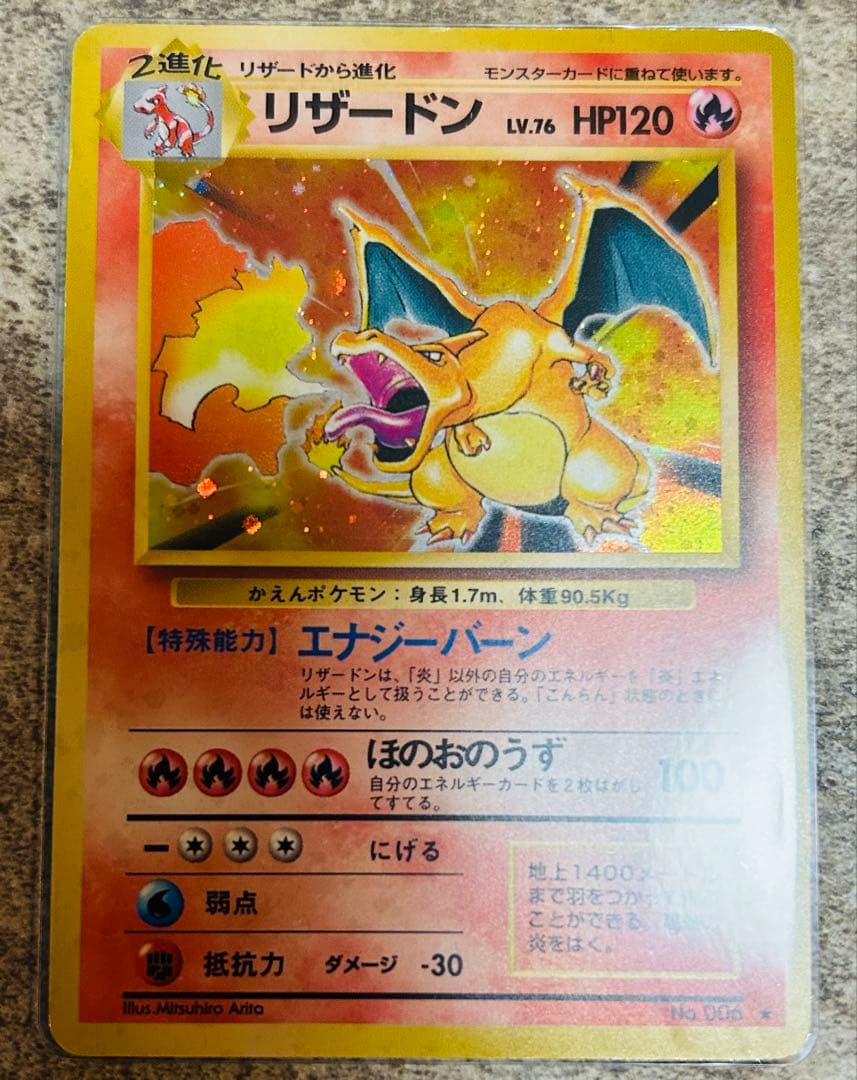 2進化 リザードから進化 モンスターカードに重ねて使います。
リザードン LV.76 HP120
かえんポケモン：身長1.7m、体重90.5Kg
【特殊能力】 エナジーバーン
リザードンは、「炎」以外の自分のエネルギーを「炎」エネ
ルギーとして扱うことができる。「こんらん」状態のときに
は使えない。
ほのおのうず 100
自分のエネルギーカードを2枚はがし
てすてる。
ー にげる
弱点
抵抗力 ダメージ -30
地上1400メートル
まで羽をつかって
ことができる。
炎をはく。
Illus.Mitsuhiro Arita No.006 ★